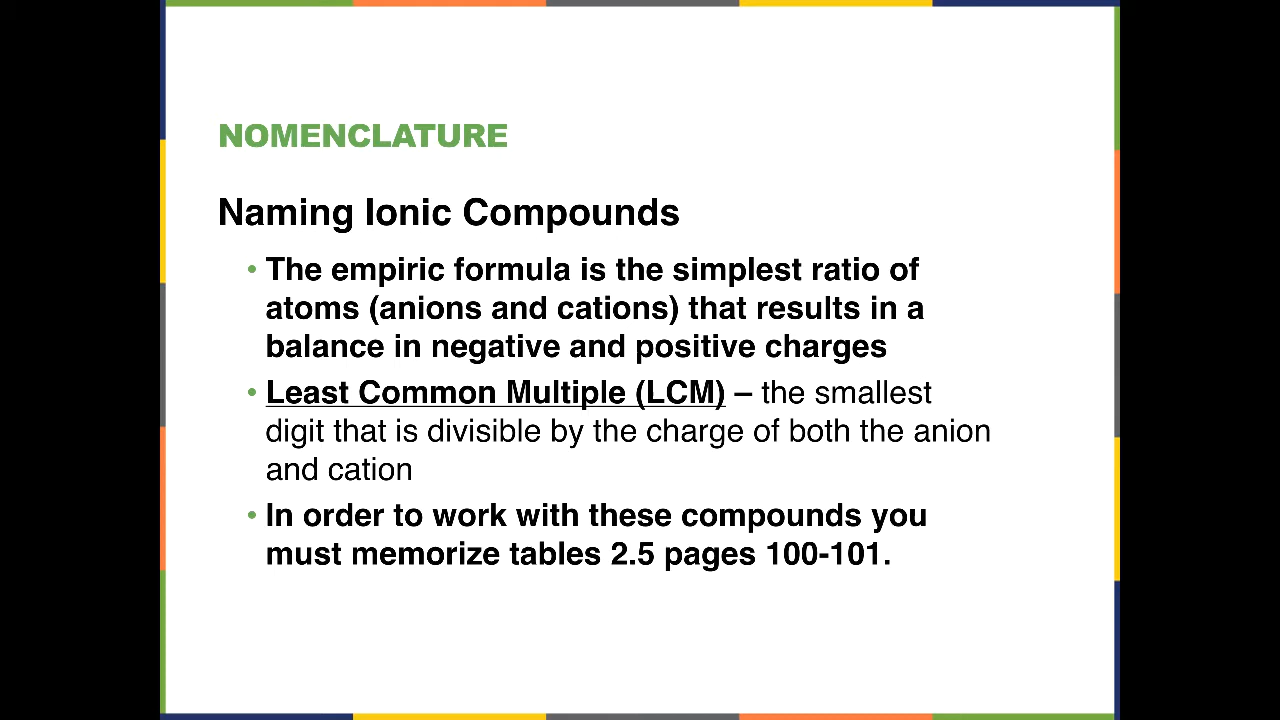 NOMENCLATURE
Naming Ionic Compounds
• The empiric formula is the simplest ratio of
atoms (anions and cations) that results in a
balance in negative and positive charges
• Least Common Multiple (LCM) – the smallest
digit that is divisible by the charge of both the anion
and cation
• In order to work with these compounds you
must memorize tables 2.5 pages 100-101.